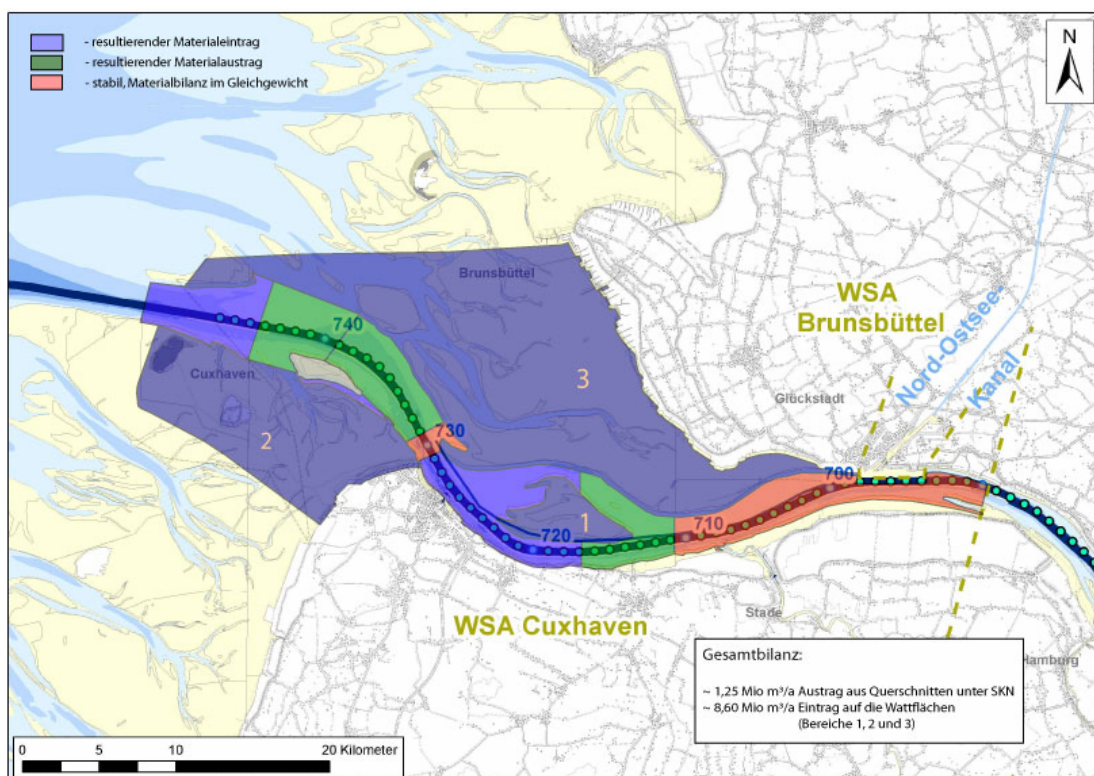 - resultierender Materialeintrag
- resultierender Materialaustrag
- stabil, Materialbilanz im Gleichgewicht
N
Brunsbüttel
WSA
Brunsbüttel
Nord-Ostsee-
Kanal
740
Cuxhaven
3
Glückstadt
2
730
700
1
710
720
Stade
WSA Cuxhaven
Hamburg
Gesamtbilanz:
~ 1,25 Mio m³/a Austrag aus Querschnitten unter SKN
~ 8,60 Mio m³/a Eintrag auf die Wattflächen
(Bereiche 1, 2 und 3)
0 5 10 20 Kilometer